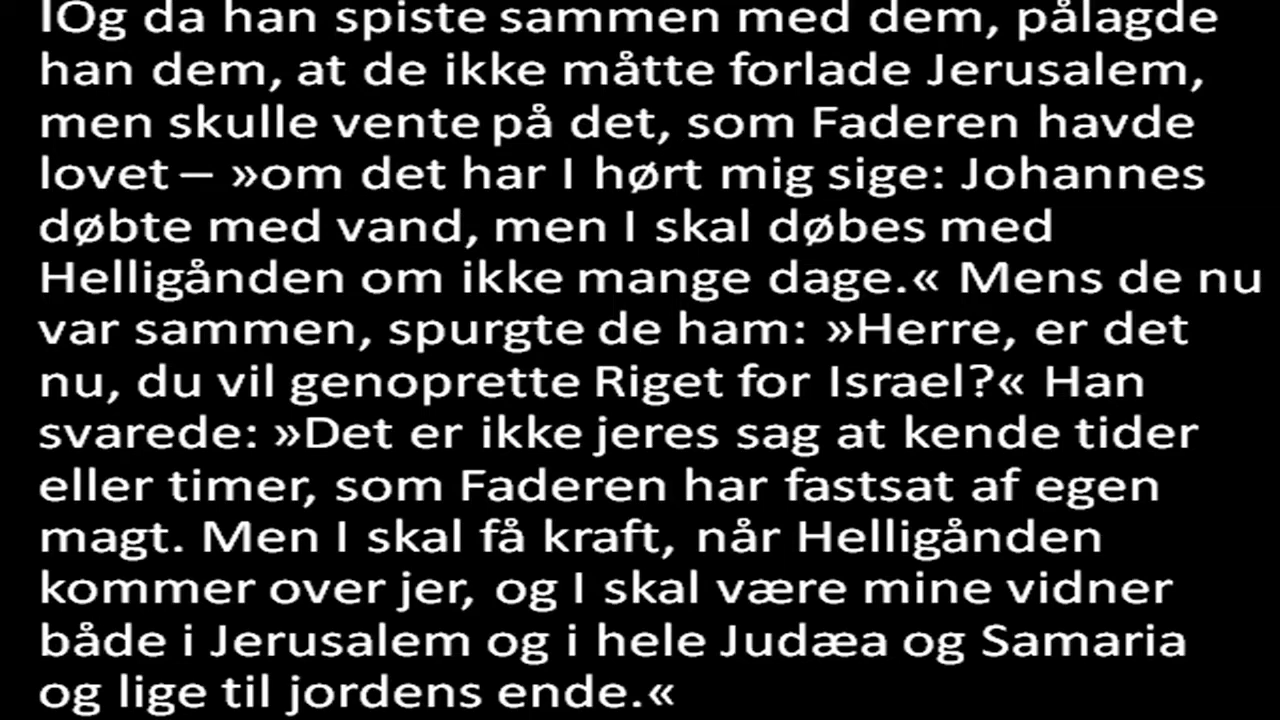 IOg da han spiste sammen med dem, pålagde
han dem, at de ikke måtte forlade Jerusalem,
men skulle vente på det, som Faderen havde
lovet – »om det har I hørt mig sige: Johannes
døbte med vand, men I skal døbes med
Helligånden om ikke mange dage.« Mens de nu
var sammen, spurgte de ham: »Herre, er det
nu, du vil genoprette Riget for Israel?« Han
svarede: »Det er ikke jeres sag at kende tider
eller timer, som Faderen har fastsat af egen
magt. Men I skal få kraft, når Helligånden
kommer over jer, og I skal være mine vidner
både i Jerusalem og i hele Judæa og Samaria
og lige til jordens ende.«